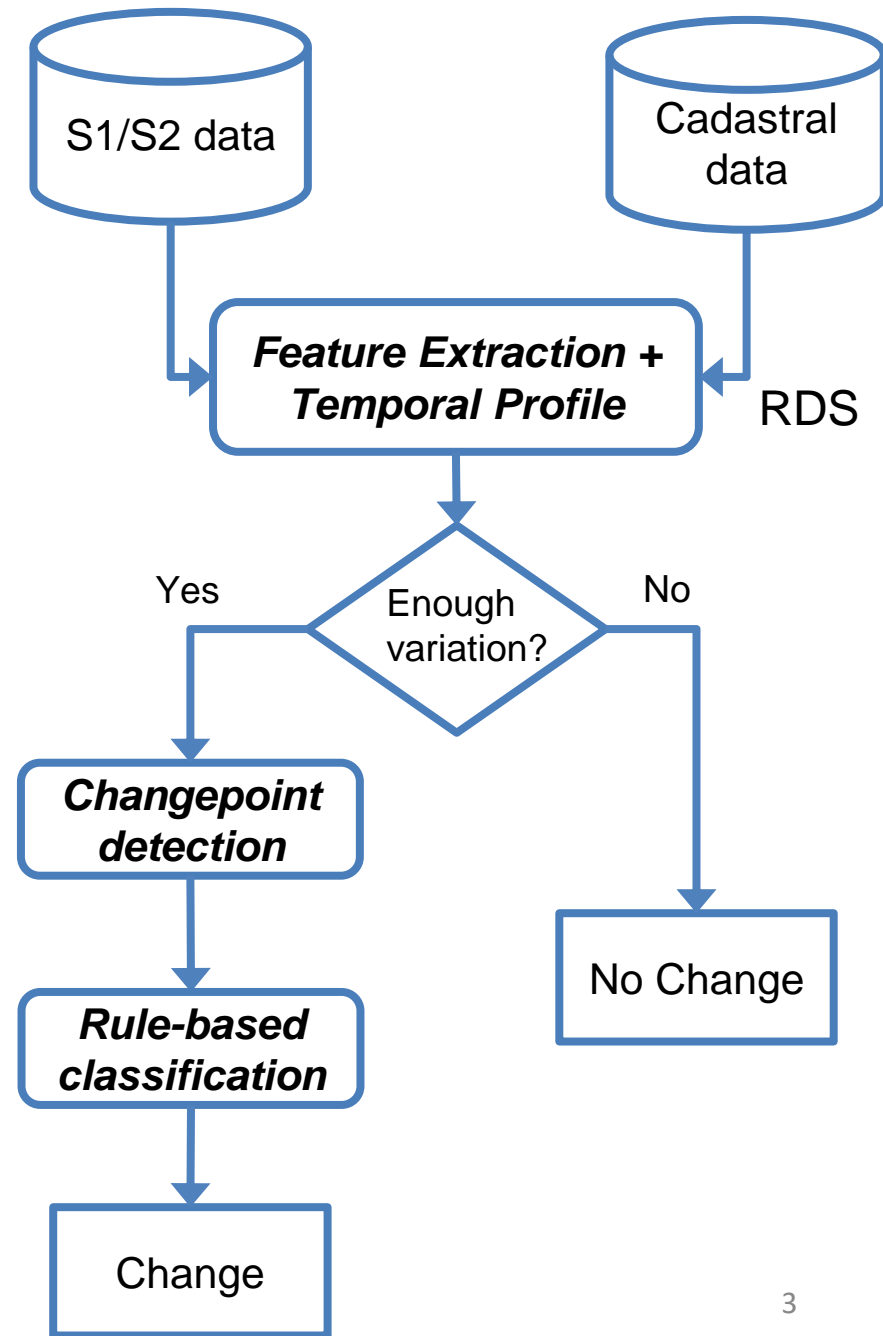 S1/S2 data
Cadastral
data
Feature Extraction +
Temporal Profile
RDS
Yes
No
Enough
variation?
Changepoint
detection
No Change
Rule-based
classification
Change
3